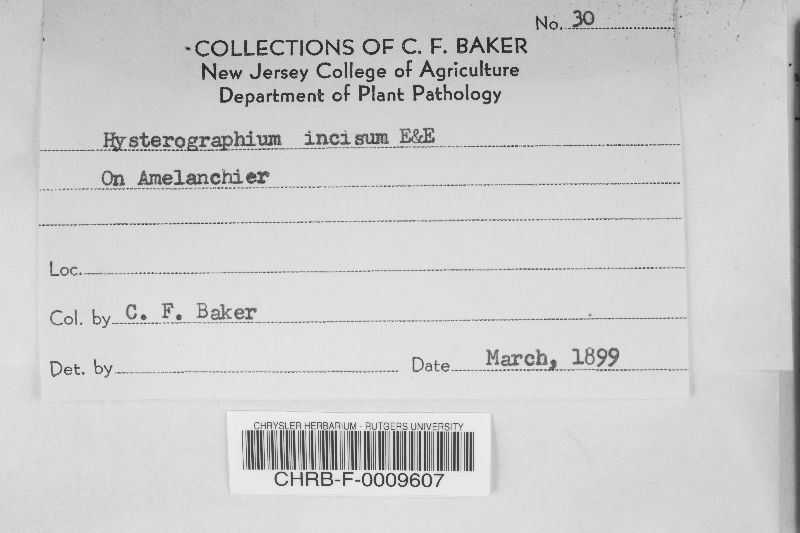 No. 30
COLLECTIONS OF C. F. BAKER
New Jersey College of Agriculture
Department of Plant Pathology
Hysterographium incisum E&E
On Amelanchier
Loc.
Col. by C. F. Baker
Det. by Date March, 1899
CHRYSLER HERBARIUM - RUTGERS UNIVERSITY
CHRB-F-0009607